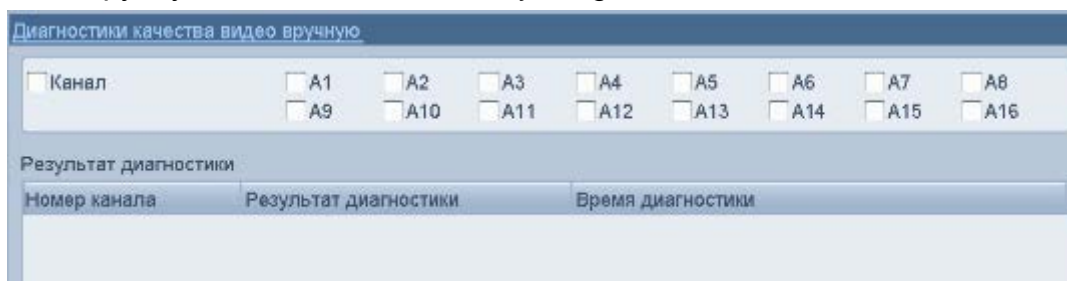 Диагностики качества видео вручную
Канал A1 A2 A3 A4 A5 A6 A7 A8
A9 A10 A11 A12 A13 A14 A15 A16
Результат диагностики
Номер канала Результат диагностики Время диагностики